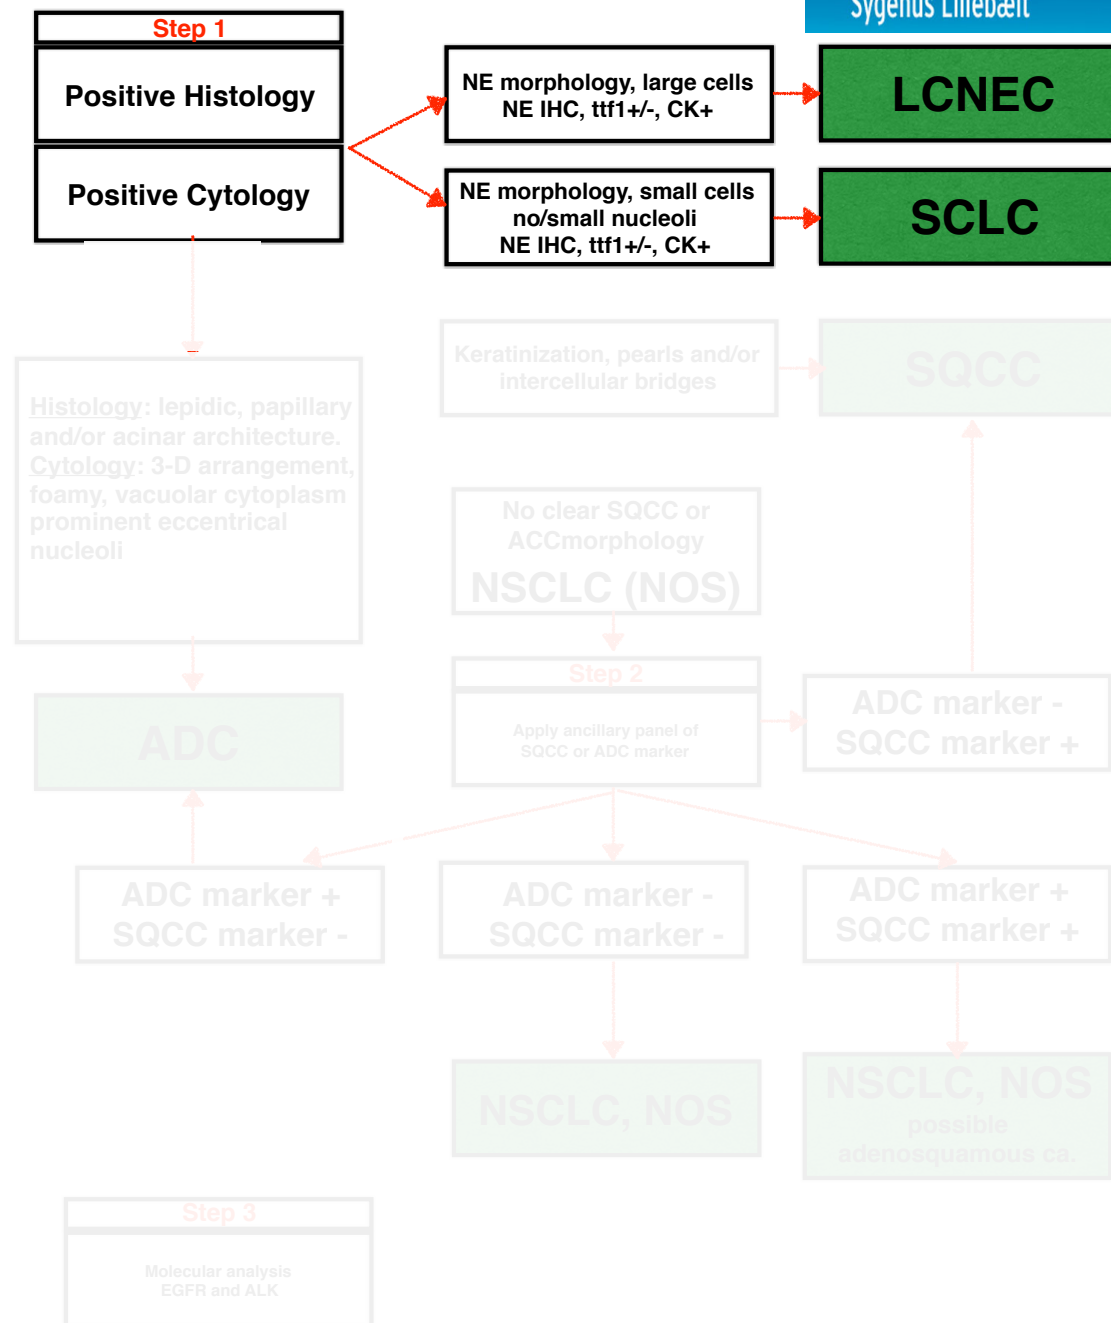 Sygehus Lillebælt
Step 1
Positive Histology
Positive Cytology
NE morphology, large cells
NE IHC, ttf1+/-, CK+
LCNEC
NE morphology, small cells
no/small nucleoli
NE IHC, ttf1+/-, CK+
SCLC
Keratinization, pearls and/or
intercellular bridges
SQCC
Histology: lepidic, papillary
and/or acinar architecture.
Cytology: 3-D arrangement,
foamy, vacuolar cytoplasm
prominent eccentrical
nucleoli
No clear SQCC or
ACCmorphology
NSCLC (NOS)
Step 2
Apply ancillary panel of
SQCC or ADC marker
ADC marker -
SQCC marker +
ADC
ADC marker +
SQCC marker -
ADC marker -
SQCC marker -
ADC marker +
SQCC marker +
NSCLC, NOS
NSCLC, NOS
possible
adenosquamous ca.
Step 3
Molecular analysis
EGFR and ALK